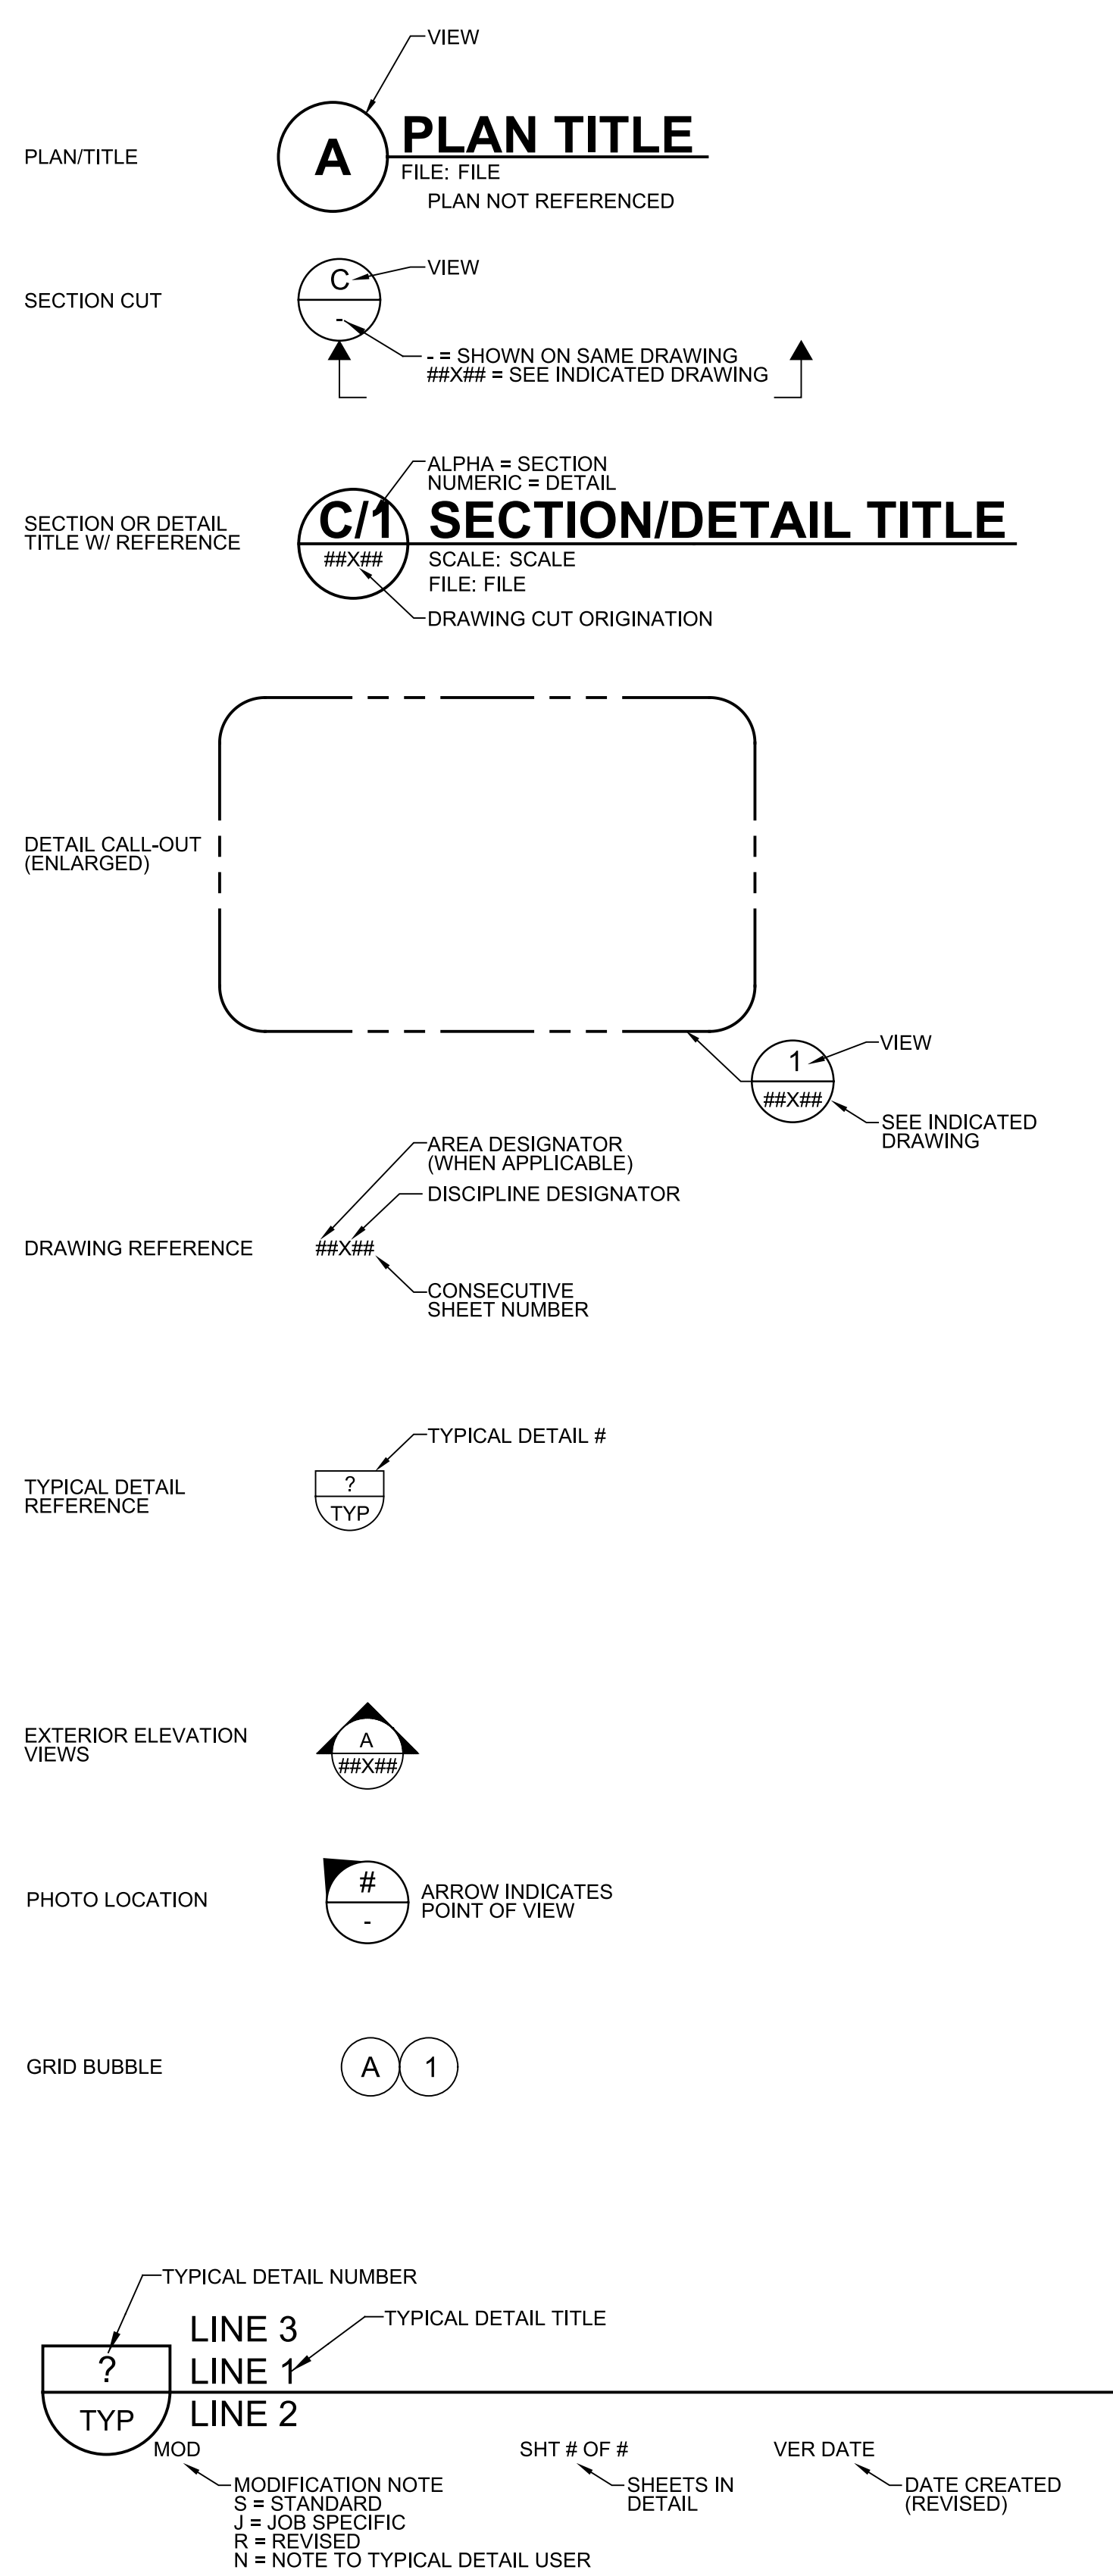 VIEW
PLAN/TITLE
A
PLAN TITLE
FILE: FILE
PLAN NOT REFERENCED
SECTION CUT
C
-
VIEW
- = SHOWN ON SAME DRAWING
##X## = SEE INDICATED DRAWING
ALPHA = SECTION
NUMERIC = DETAIL
SECTION OR DETAIL
TITLE W/ REFERENCE
C/1
##X##
SECTION/DETAIL TITLE
SCALE: SCALE
FILE: FILE
DRAWING CUT ORIGINATION
DETAIL CALL-OUT
(ENLARGED)
1
##X##
VIEW
SEE INDICATED
DRAWING
AREA DESIGNATOR
(WHEN APPLICABLE)
DISCIPLINE DESIGNATOR
DRAWING REFERENCE
##X##
CONSECUTIVE
SHEET NUMBER
TYPICAL DETAIL #
TYPICAL DETAIL
REFERENCE
?
TYP
EXTERIOR ELEVATION
VIEWS
A
##X##
PHOTO LOCATION
#
-
ARROW INDICATES
POINT OF VIEW
GRID BUBBLE
A
1
TYPICAL DETAIL NUMBER
TYPICAL DETAIL TITLE
LINE 3
?
LINE 1
TYP
LINE 2
MOD
SHT # OF #
VER DATE
MODIFICATION NOTE
S = STANDARD
J = JOB SPECIFIC
R = REVISED
N = NOTE TO TYPICAL DETAIL USER
SHEETS IN
DETAIL
DATE CREATED
(REVISED)